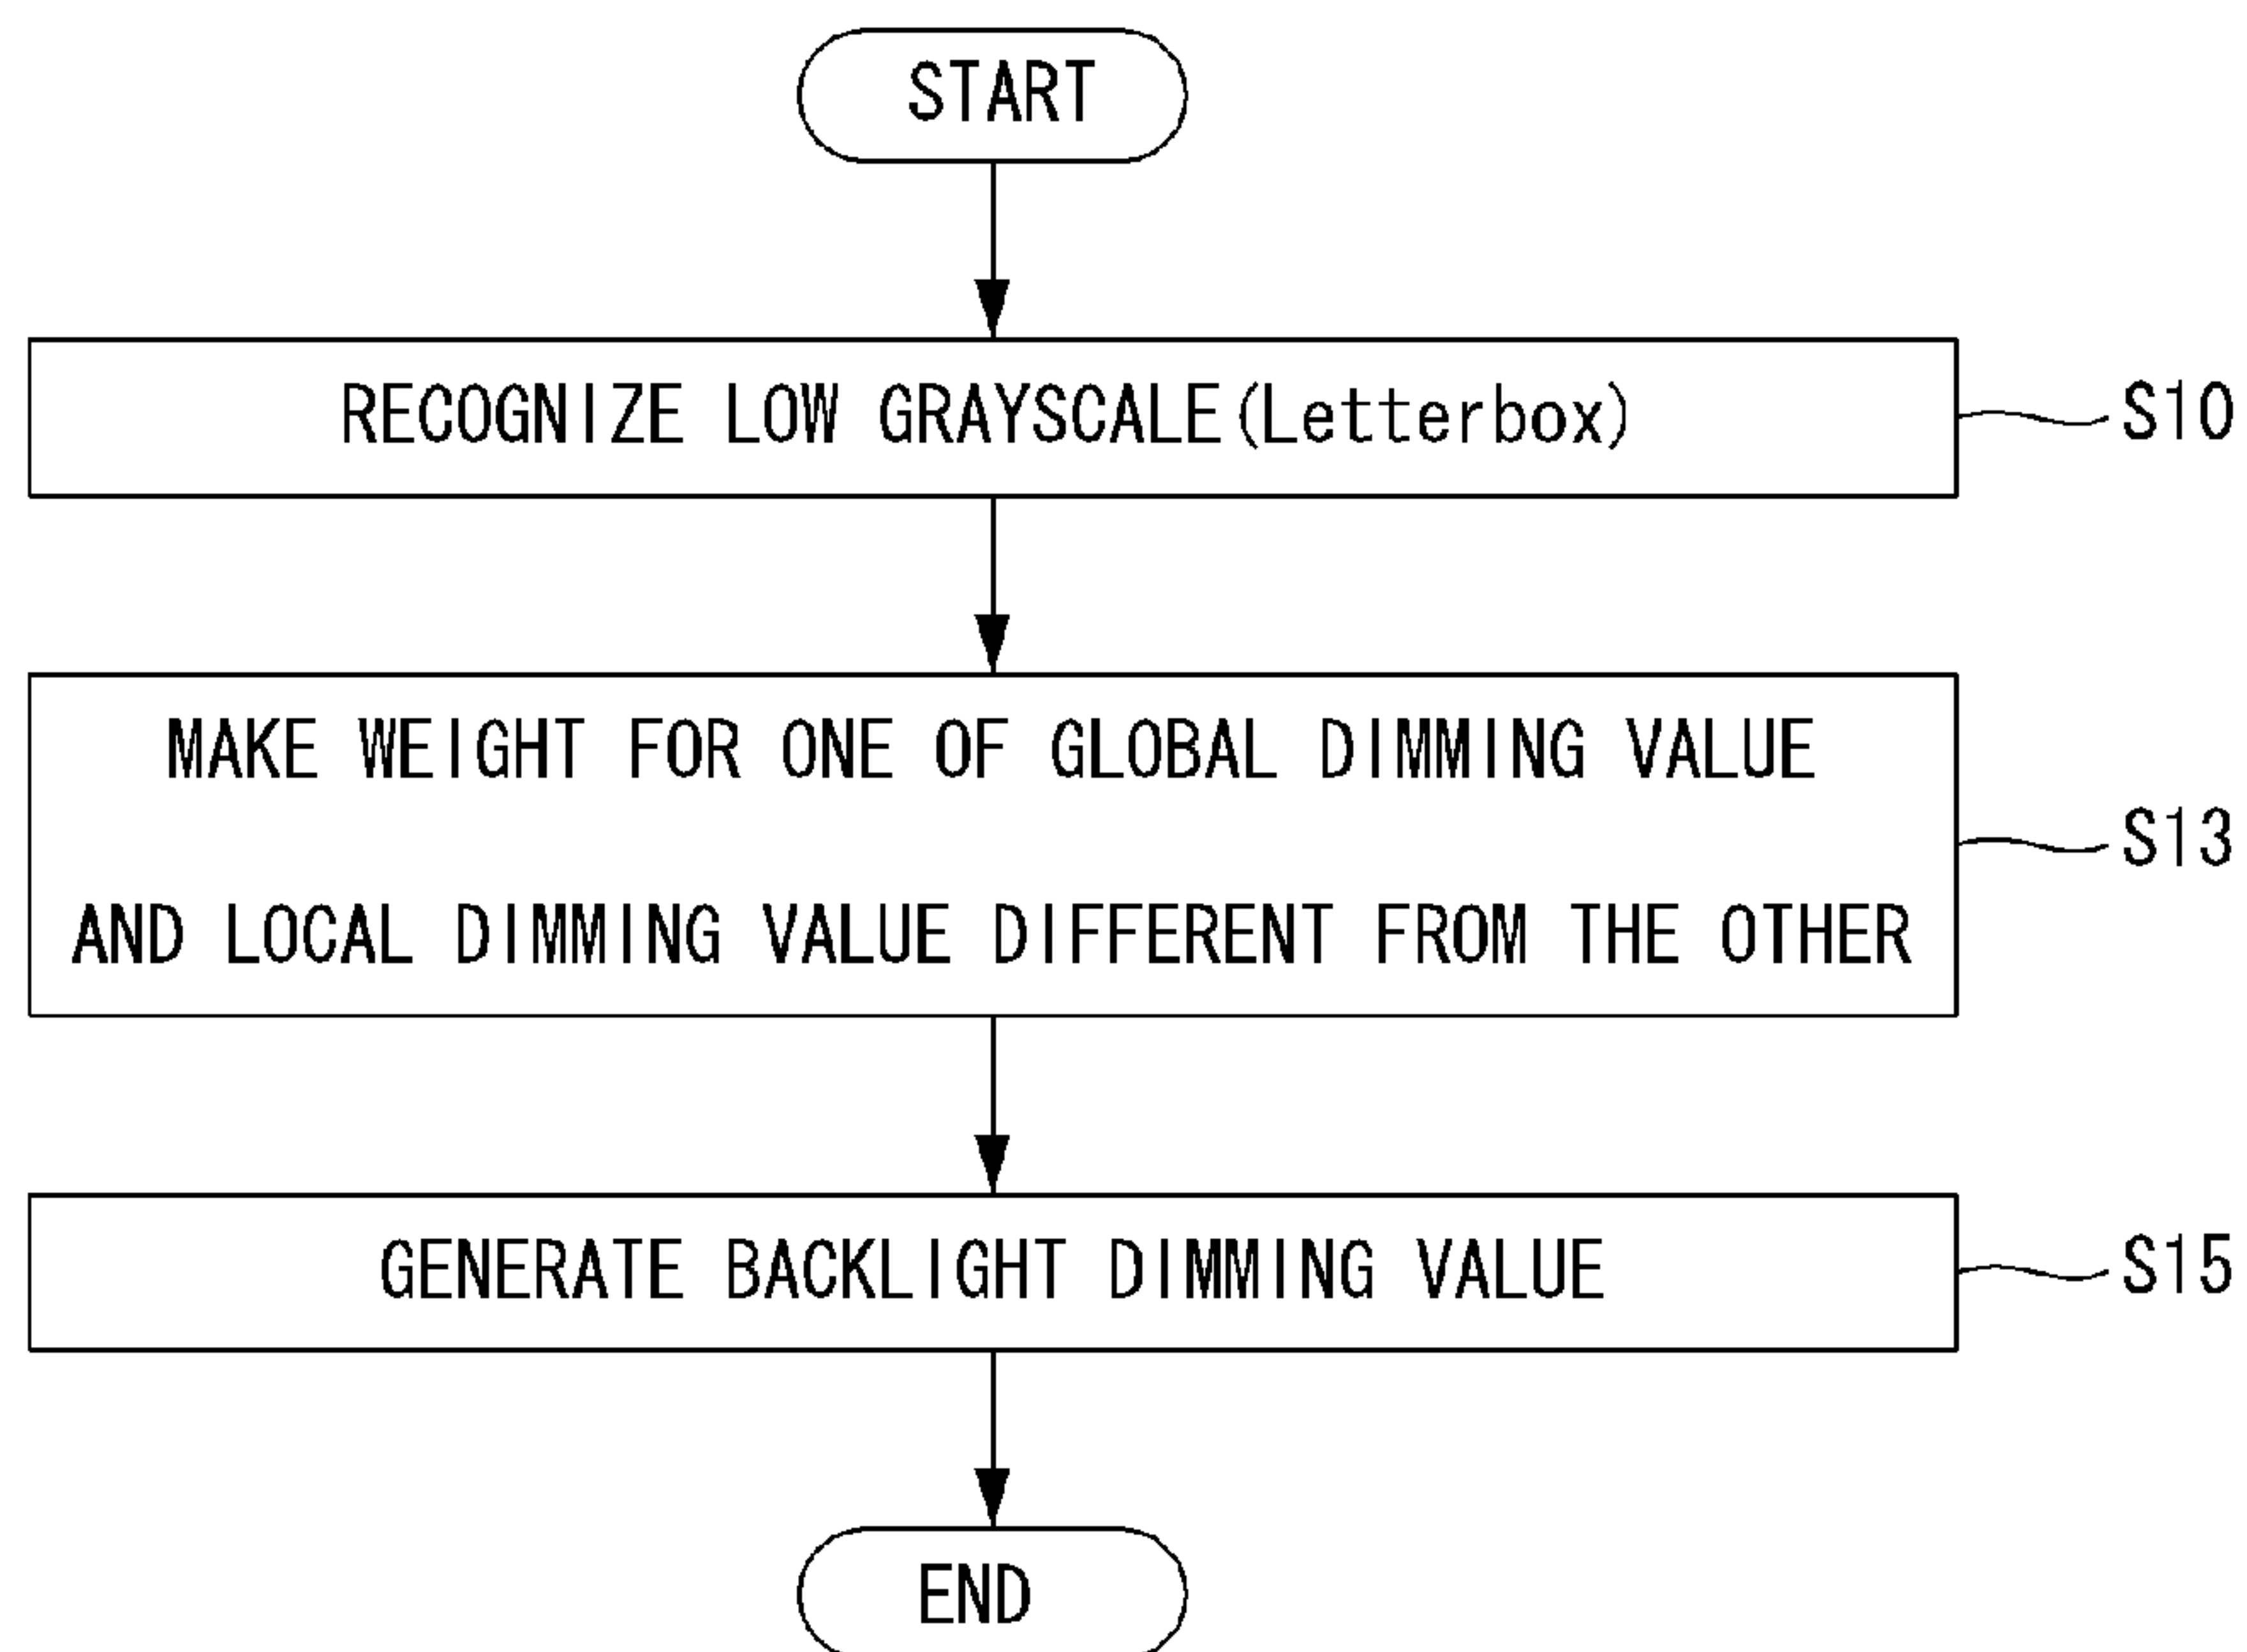 START
RECOGNIZE LOW GRAYSCALE(Letterbox)
S10
MAKE WEIGHT FOR ONE OF GLOBAL DIMMING VALUE
AND LOCAL DIMMING VALUE DIFFERENT FROM THE OTHER
S13
GENERATE BACKLIGHT DIMMING VALUE
S15
END